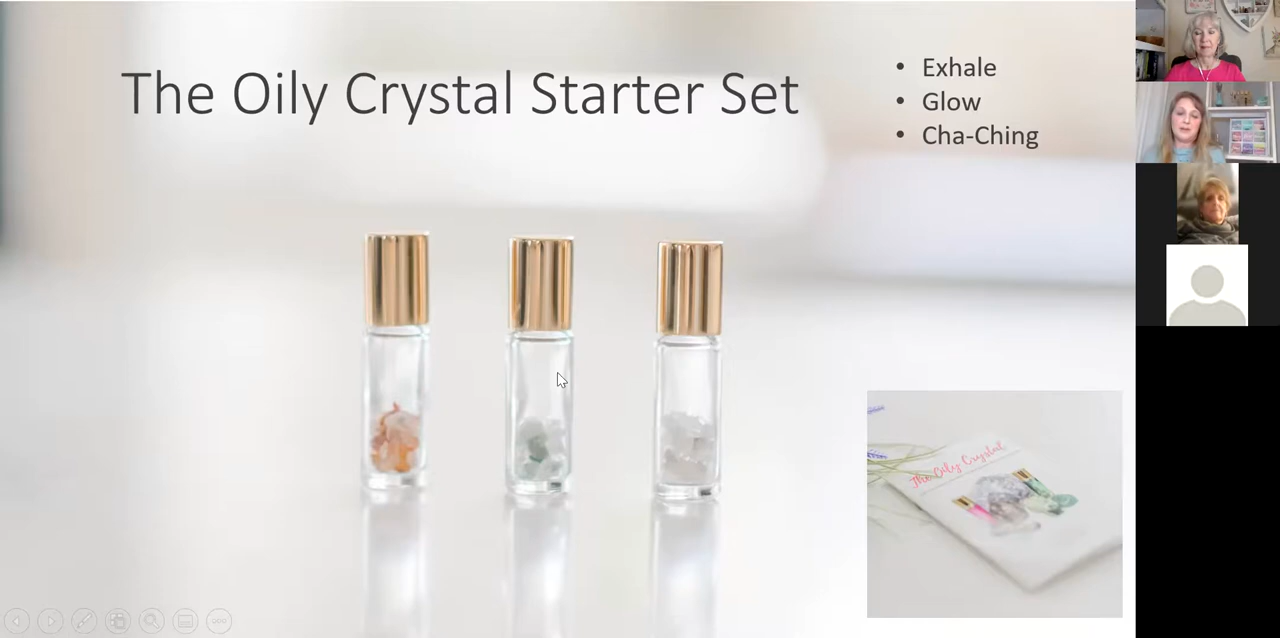 The Oily Crystal Starter Set
• Exhale
• Glow
• Cha-Ching
The Oily Crystal